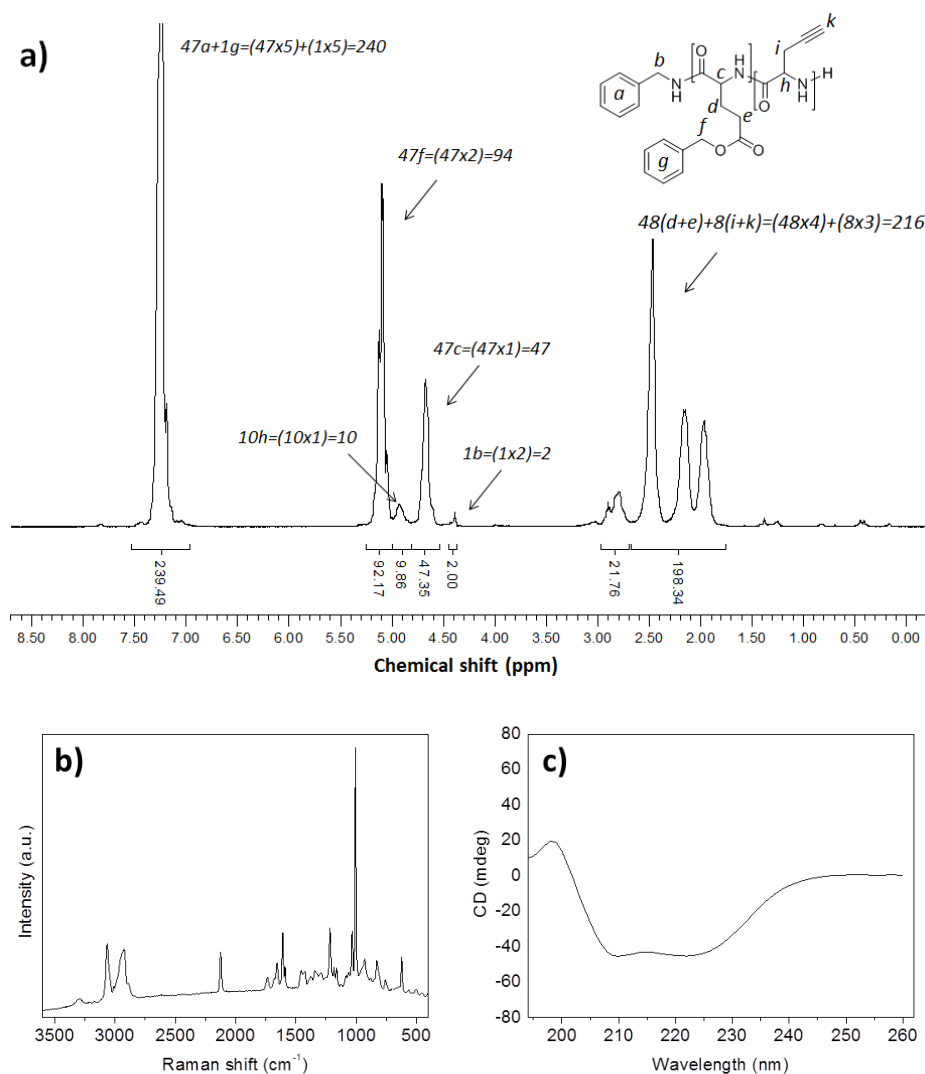 a)
47a+1g=(47x5)+(1x5)=240
k
i
b
O
H
N
c
H
N
h
a
N
H
d
O
N
H
e
f
O
O
g
47f=(47x2)=94
48(d+e)+8(i+k)=(48x4)+(8x3)=216
47c=(47x1)=47
10h=(10x1)=10
1b=(1x2)=2
239.49
92.17
9.86
47.35
2.00
21.76
198.34
8.50 8.00 7.50 7.00 6.50 6.00 5.50 5.00 4.50 4.00 3.50 3.00 2.50 2.00 1.50 1.00 0.50 0.00
Chemical shift (ppm)
b)
Intensity (a.u.)
3500 3000 2500 2000 1500 1000 500
Raman shift (cm⁻¹)
c)
CD (mdeg)
80
60
40
20
0
-20
-40
-60
-80
200 210 220 230 240 250 260
Wavelength (nm)